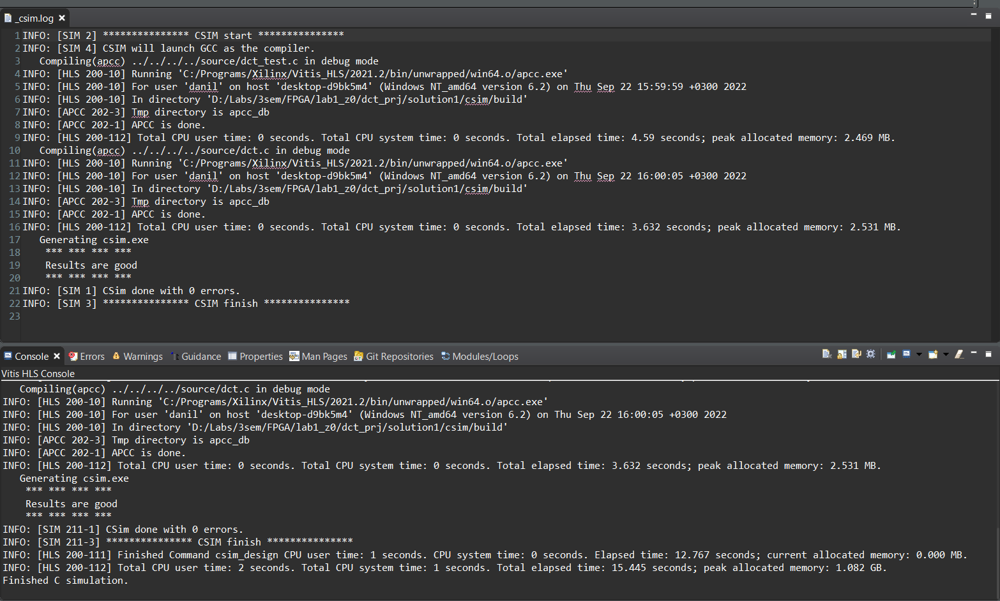 _csim.log
1 INFO: [SIM 2] *************** CSIM start ***************
2 INFO: [SIM 4] CSIM will launch GCC as the compiler.
3    Compiling(apcc) ../../../../source/dct_test.c in debug mode
4 INFO: [HLS 200-10] Running 'C:/Programs/Xilinx/Vitis_HLS/2021.2/bin/unwrapped/win64.o/apcc.exe'
5 INFO: [HLS 200-10] For user 'danil' on host 'desktop-d9bk5m4' (Windows NT_amd64 version 6.2) on Thu Sep 22 15:59:59 +0300 2022
6 INFO: [HLS 200-10] In directory 'D:/Labs/3sem/FPGA/lab1_z0/dct_prj/solution1/csim/build'
7 INFO: [APCC 202-3] Tmp directory is apcc_db
8 INFO: [APCC 202-1] APCC is done.
9 INFO: [HLS 200-112] Total CPU user time: 0 seconds. Total CPU system time: 0 seconds. Total elapsed time: 4.59 seconds; peak allocated memory: 2.469 MB.
10    Compiling(apcc) ../../../../source/dct.c in debug mode
11 INFO: [HLS 200-10] Running 'C:/Programs/Xilinx/Vitis_HLS/2021.2/bin/unwrapped/win64.o/apcc.exe'
12 INFO: [HLS 200-10] For user 'danil' on host 'desktop-d9bk5m4' (Windows NT_amd64 version 6.2) on Thu Sep 22 16:00:05 +0300 2022
13 INFO: [HLS 200-10] In directory 'D:/Labs/3sem/FPGA/lab1_z0/dct_prj/solution1/csim/build'
14 INFO: [APCC 202-3] Tmp directory is apcc_db
15 INFO: [APCC 202-1] APCC is done.
16 INFO: [HLS 200-112] Total CPU user time: 0 seconds. Total CPU system time: 0 seconds. Total elapsed time: 3.632 seconds; peak allocated memory: 2.531 MB.
17    Generating csim.exe
18     *** *** *** ***
19     Results are good
20     *** *** *** ***
21 INFO: [SIM 1] CSim done with 0 errors.
22 INFO: [SIM 3] *************** CSIM finish ***************
23
Console Errors Warnings Guidance Properties Man Pages Git Repositories Modules/Loops
Vitis HLS Console
   Compiling(apcc) ../../../../source/dct.c in debug mode
INFO: [HLS 200-10] Running 'C:/Programs/Xilinx/Vitis_HLS/2021.2/bin/unwrapped/win64.o/apcc.exe'
INFO: [HLS 200-10] For user 'danil' on host 'desktop-d9bk5m4' (Windows NT_amd64 version 6.2) on Thu Sep 22 16:00:05 +0300 2022
INFO: [HLS 200-10] In directory 'D:/Labs/3sem/FPGA/lab1_z0/dct_prj/solution1/csim/build'
INFO: [APCC 202-3] Tmp directory is apcc_db
INFO: [APCC 202-1] APCC is done.
INFO: [HLS 200-112] Total CPU user time: 0 seconds. Total CPU system time: 0 seconds. Total elapsed time: 3.632 seconds; peak allocated memory: 2.531 MB.
   Generating csim.exe
    *** *** *** ***
    Results are good
    *** *** *** ***
INFO: [SIM 211-1] CSim done with 0 errors.
INFO: [SIM 211-3] *************** CSIM finish ***************
INFO: [HLS 200-111] Finished Command csim_design CPU user time: 1 seconds. CPU system time: 0 seconds. Elapsed time: 12.767 seconds; current allocated memory: 0.000 MB.
INFO: [HLS 200-112] Total CPU user time: 2 seconds. Total CPU system time: 1 seconds. Total elapsed time: 15.445 seconds; peak allocated memory: 1.082 GB.
Finished C simulation.